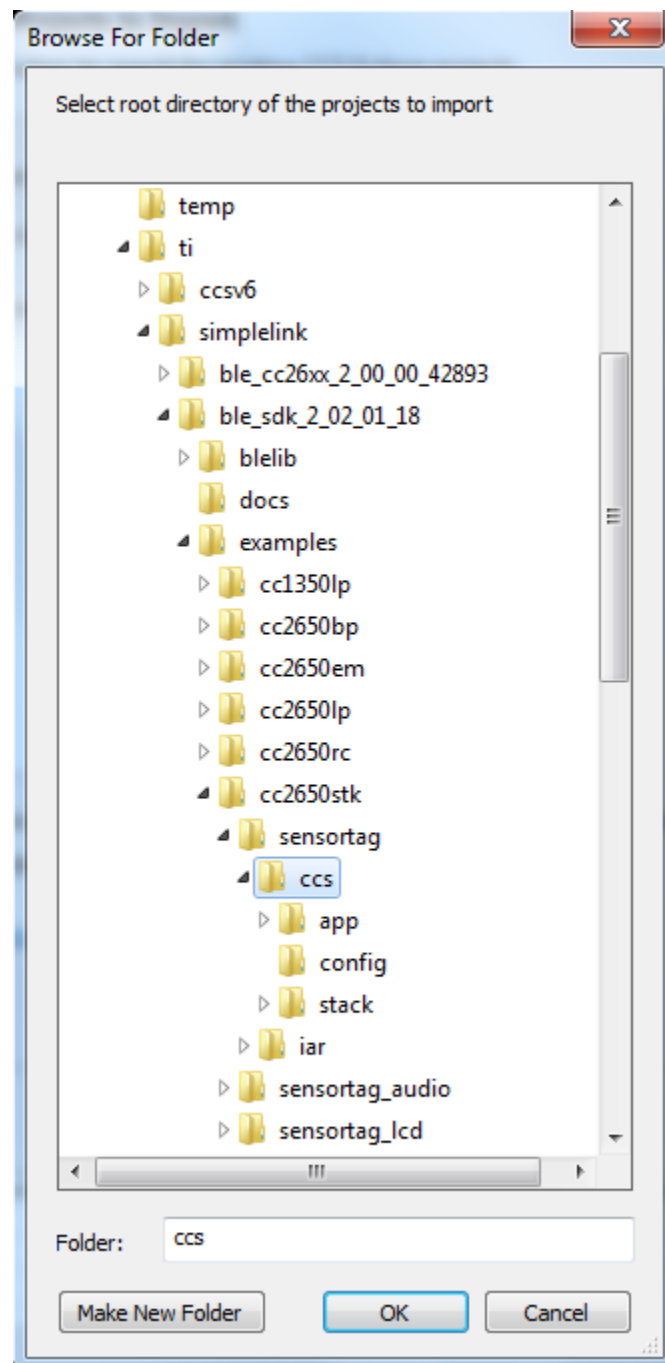 Browse For Folder
Select root directory of the projects to import
temp
ti
ccsv6
simplelink
ble_cc26xx_2_00_00_42893
ble_sdk_2_02_01_18
blelib
docs
examples
cc1350lp
cc2650bp
cc2650em
cc2650lp
cc2650rc
cc2650stk
sensortag
ccs
app
config
stack
iar
sensortag_audio
sensortag_lcd
Folder: ccs
Make New Folder OK Cancel